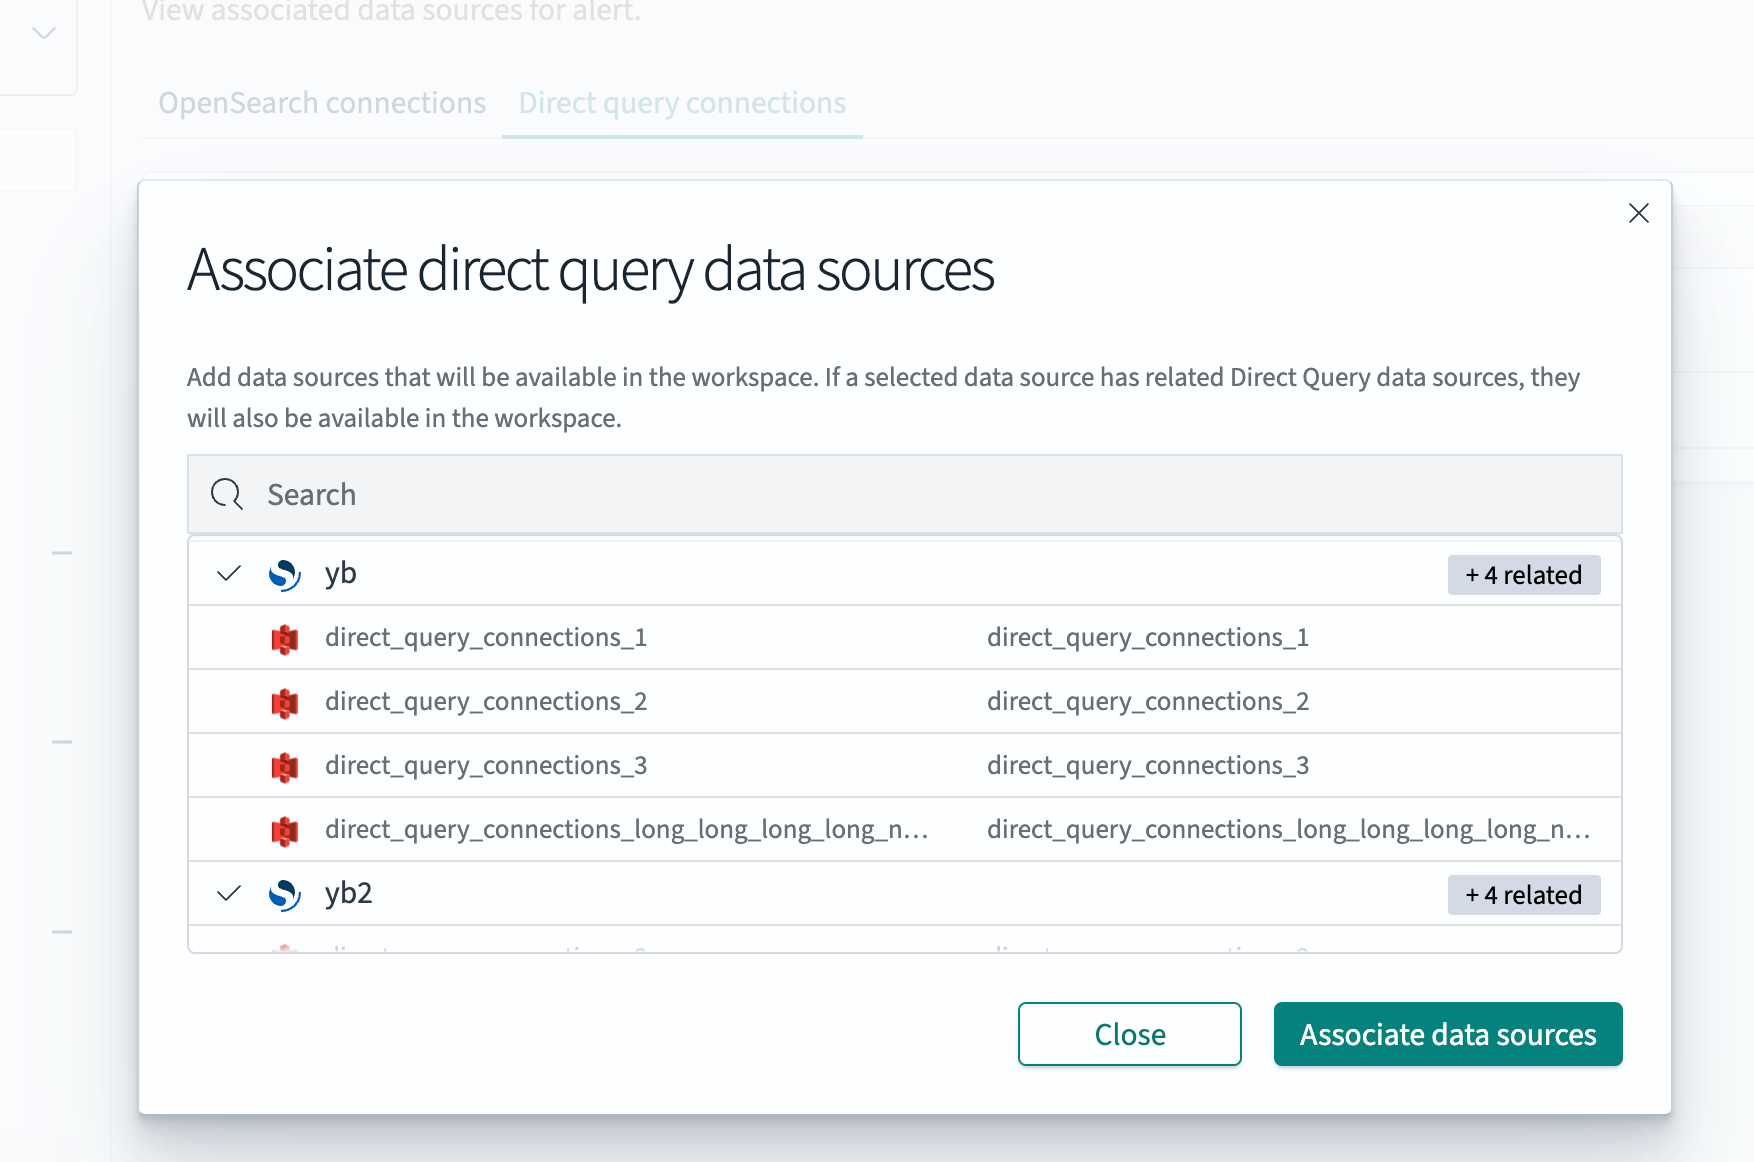 View associated data sources for alert.
OpenSearch connections Direct query connections
Associate direct query data sources
Add data sources that will be available in the workspace. If a selected data source has related Direct Query data sources, they
will also be available in the workspace.
Search
yb + 4 related
direct_query_connections_1 direct_query_connections_1
direct_query_connections_2 direct_query_connections_2
direct_query_connections_3 direct_query_connections_3
direct_query_connections_long_long_long_long_n... direct_query_connections_long_long_long_long_n...
yb2 + 4 related
Close Associate data sources